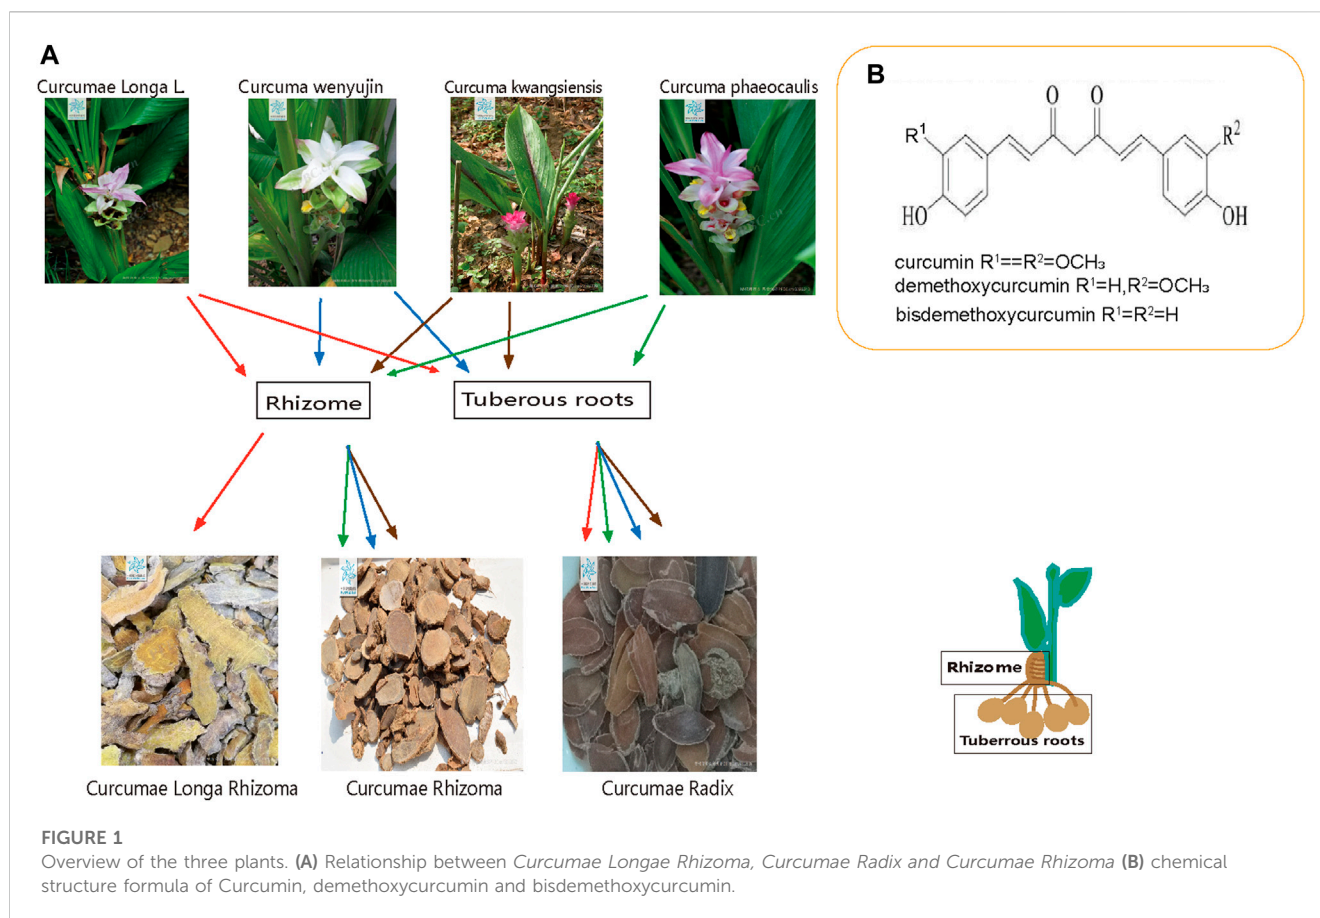 A
Curcumae Longa L.
Curcuma wenyujin
Curcuma kwangsiensis
Curcuma phaeocaulis
Rhizome
Tuberous roots
Curcumae Longa Rhizoma
Curcumae Rhizoma
Curcumae Radix
B
O O
R¹ R²
HO OH
curcumin R¹==R²=OCH₃
demethoxycurcumin R¹=H,R²=OCH₃
bisdemethoxycurcumin R¹=R²=H
Rhizome
Tuberrous roots
FIGURE 1
Overview of the three plants. (A) Relationship between Curcumae Longae Rhizoma, Curcumae Radix and Curcumae Rhizoma (B) chemical
structure formula of Curcumin, demethoxycurcumin and bisdemethoxycurcumin.